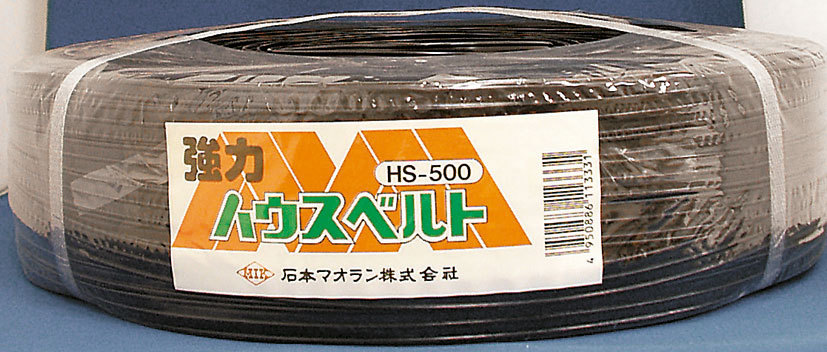 強力
HS-500
ハウスベルト
MIK 石本マオラン株式会社
4 950886 113331